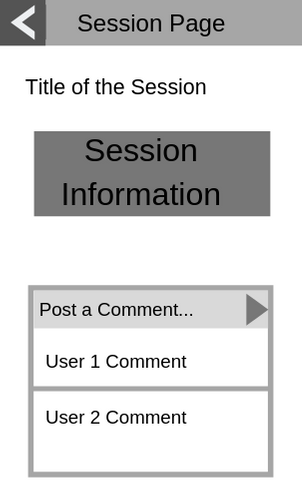 Session Page
Title of the Session
Session
Information
Post a Comment...
User 1 Comment
User 2 Comment